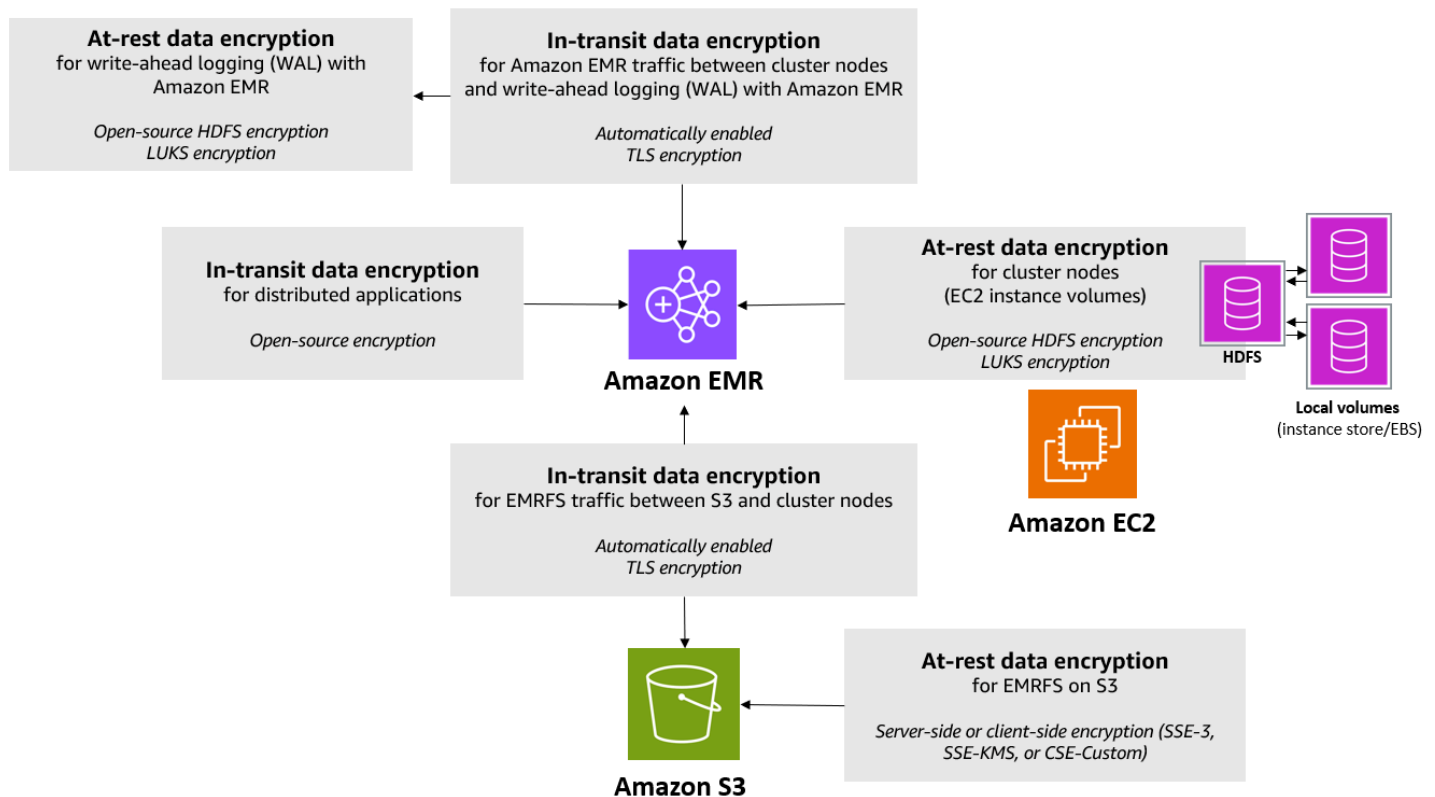 At-rest data encryption
for write-ahead logging (WAL) with
Amazon EMR
Open-source HDFS encryption
LUKS encryption
In-transit data encryption
for Amazon EMR traffic between cluster nodes
and write-ahead logging (WAL) with Amazon EMR
Automatically enabled
TLS encryption
In-transit data encryption
for distributed applications
Open-source encryption
Amazon EMR
At-rest data encryption
for cluster nodes
(EC2 instance volumes)
Open-source HDFS encryption
LUKS encryption
HDFS
Local volumes
(instance store/EBS)
Amazon EC2
In-transit data encryption
for EMRFS traffic between S3 and cluster nodes
Automatically enabled
TLS encryption
Amazon S3
At-rest data encryption
for EMRFS on S3
Server-side or client-side encryption (SSE-3,
SSE-KMS, or CSE-Custom)